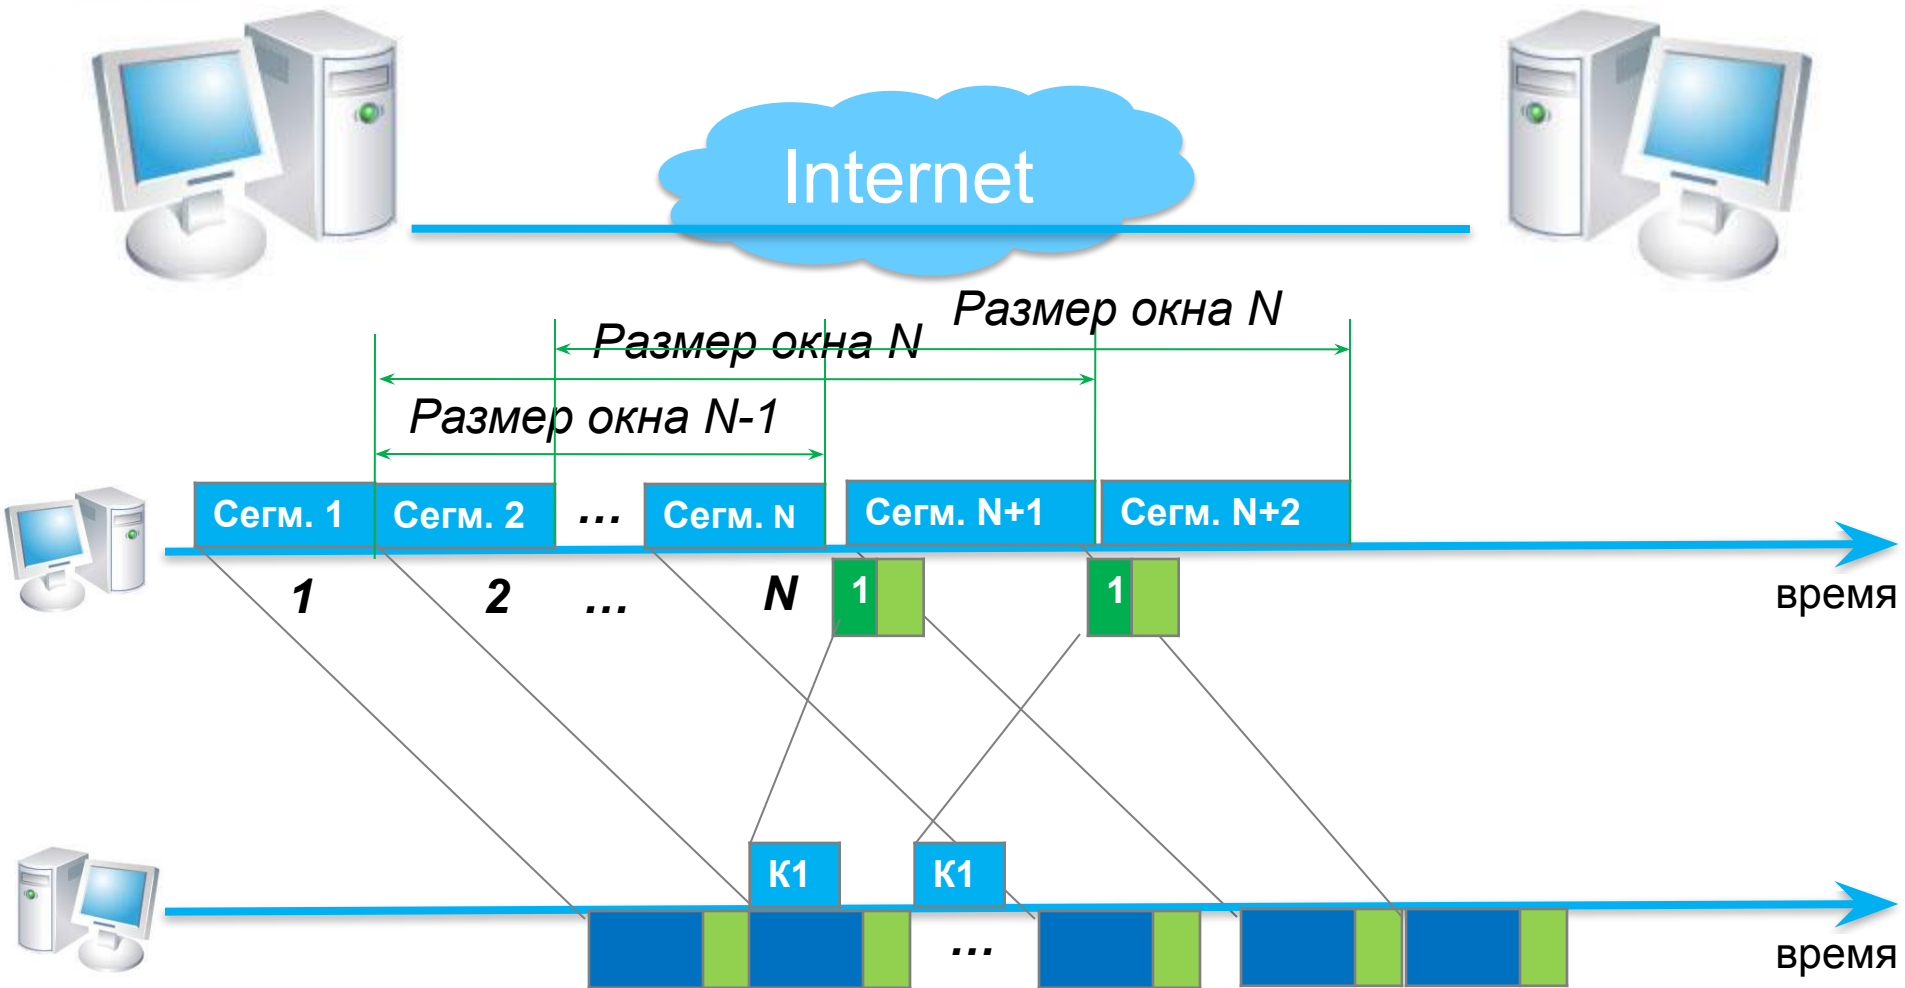 Internet
Размер окна N
Размер окна N
Размер окна N-1
Сегм. 1 Сегм. 2 ... Сегм. N Сегм. N+1 Сегм. N+2
1 2 ... N 1 1 время
К1 К1
... время